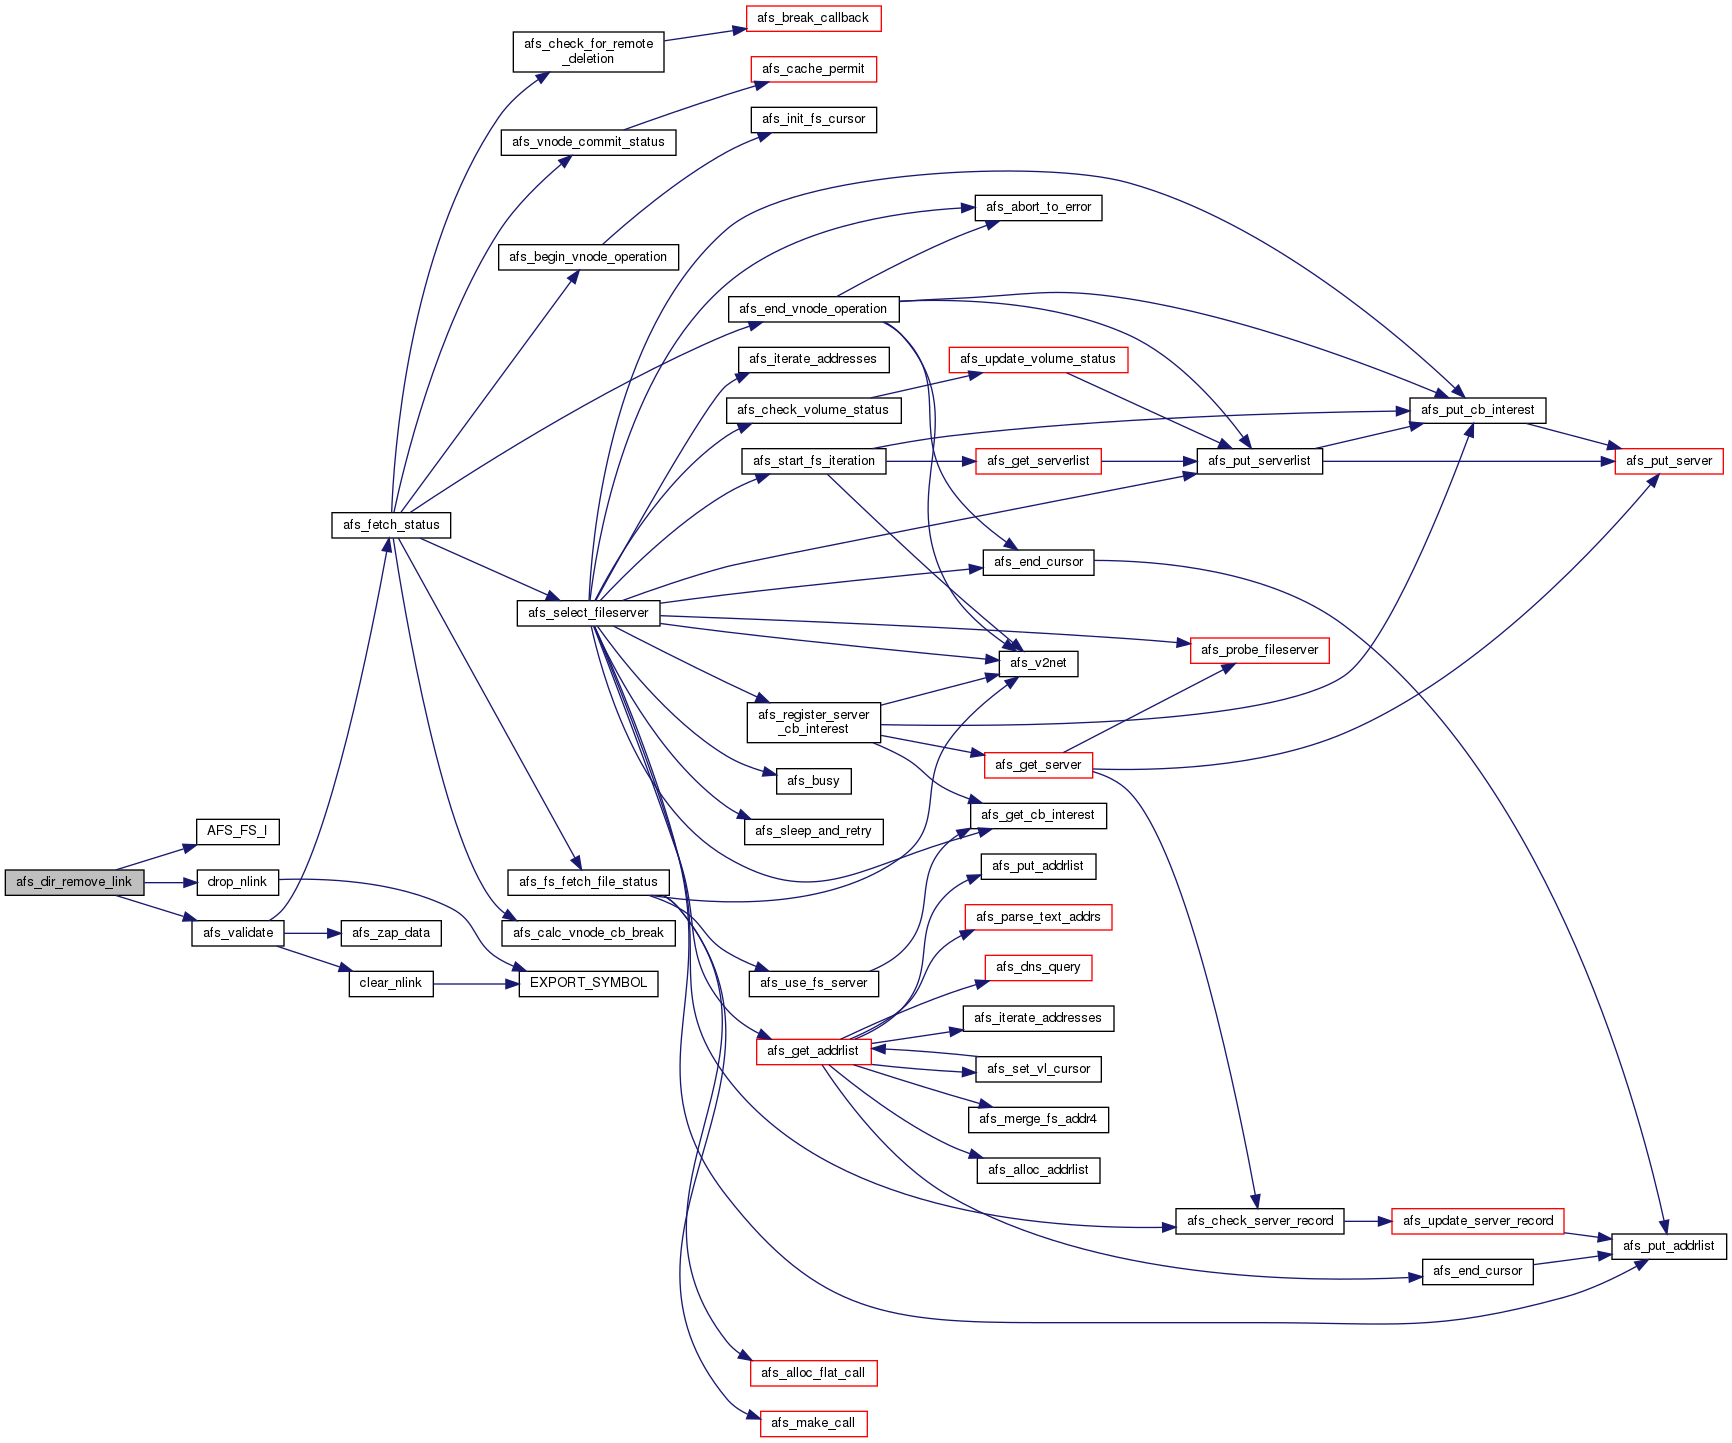 afs_break_callback
afs_check_for_remote
_deletion
afs_cache_permit
afs_init_fs_cursor
afs_vnode_commit_status
afs_abort_to_error
afs_begin_vnode_operation
afs_end_vnode_operation
afs_iterate_addresses
afs_update_volume_status
afs_check_volume_status
afs_put_cb_interest
afs_start_fs_iteration
afs_get_serverlist
afs_put_serverlist
afs_put_server
afs_fetch_status
afs_end_cursor
afs_select_fileserver
afs_probe_fileserver
afs_v2net
afs_register_server
_cb_interest
afs_get_server
afs_busy
afs_get_cb_interest
AFS_FS_I
afs_sleep_and_retry
afs_put_addrlist
afs_dir_remove_link
drop_nlink
afs_fs_fetch_file_status
afs_parse_text_addrs
afs_validate
afs_zap_data
afs_calc_vnode_cb_break
afs_dns_query
clear_nlink
EXPORT_SYMBOL
afs_use_fs_server
afs_iterate_addresses
afs_get_addrlist
afs_set_vl_cursor
afs_merge_fs_addr4
afs_alloc_addrlist
afs_check_server_record
afs_update_server_record
afs_put_addrlist
afs_end_cursor
afs_alloc_flat_call
afs_make_call